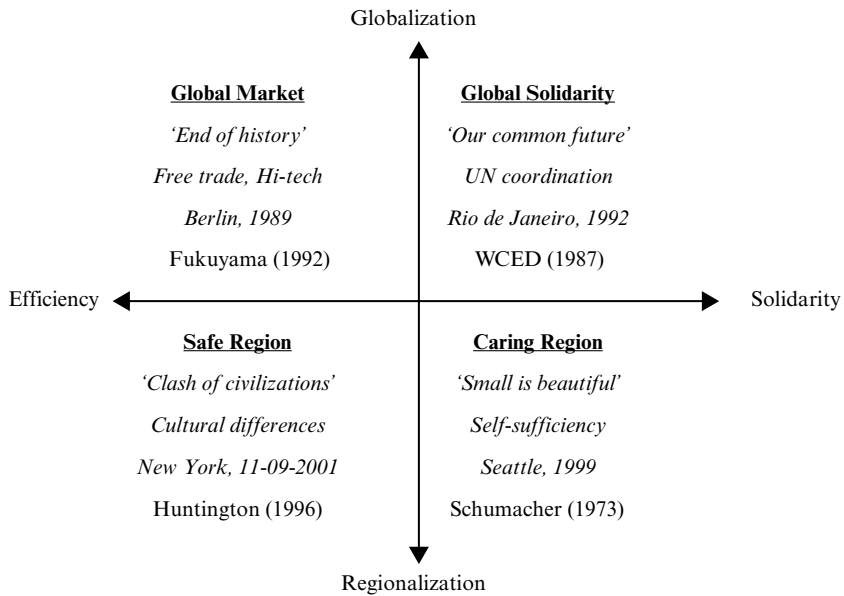 Globalization
Global Market
‘End of history’
Free trade, Hi-tech
Berlin, 1989
Fukuyama (1992)
Global Solidarity
‘Our common future’
UN coordination
Rio de Janeiro, 1992
WCED (1987)
Efficiency
Solidarity
Safe Region
‘Clash of civilizations’
Cultural differences
New York, 11-09-2001
Huntington (1996)
Caring Region
‘Small is beautiful’
Self-sufficiency
Seattle, 1999
Schumacher (1973)
Regionalization